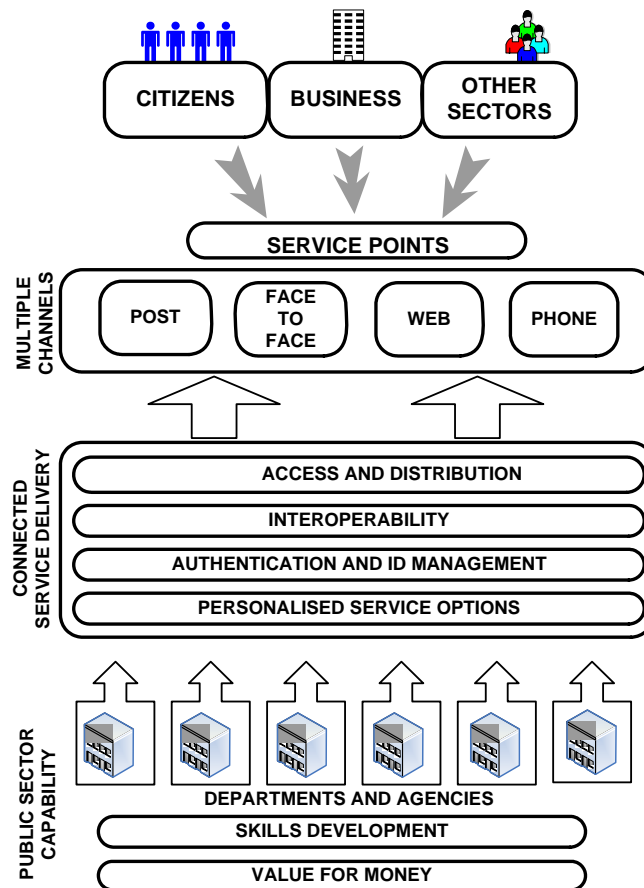 CITIZENS
BUSINESS
OTHER
SECTORS
SERVICE POINTS
MULTIPLE
CHANNELS
POST
FACE
TO
FACE
WEB
PHONE
CONNECTED
SERVICE DELIVERY
ACCESS AND DISTRIBUTION
INTEROPERABILITY
AUTHENTICATION AND ID MANAGEMENT
PERSONALISED SERVICE OPTIONS
PUBLIC SECTOR
CAPABILITY
DEPARTMENTS AND AGENCIES
SKILLS DEVELOPMENT
VALUE FOR MONEY